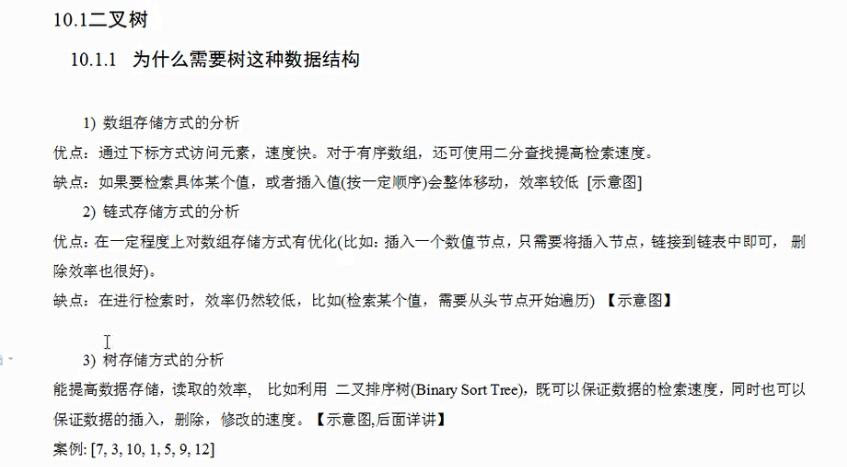 10.1二叉树
10.1.1 为什么需要树这种数据结构
1) 数组存储方式的分析
优点：通过下标方式访问元素，速度快。对于有序数组，还可使用二分查找提高检索速度。
缺点：如果要检索具体某个值，或者插入值(按一定顺序)会整体移动，效率较低 [示意图]
2) 链式存储方式的分析
优点：在一定程度上对数组存储方式有优化(比如：插入一个数值节点，只需要将插入节点，链接到链表中即可， 删
除效率也很好)。
缺点：在进行检索时，效率仍然较低，比如(检索某个值，需要从头节点开始遍历) 【示意图】
3) 树存储方式的分析
能提高数据存储，读取的效率, 比如利用 二叉排序树(Binary Sort Tree)，既可以保证数据的检索速度，同时也可以
保证数据的插入，删除，修改的速度。【示意图,后面详讲】
案例: [7, 3, 10, 1, 5, 9, 12]